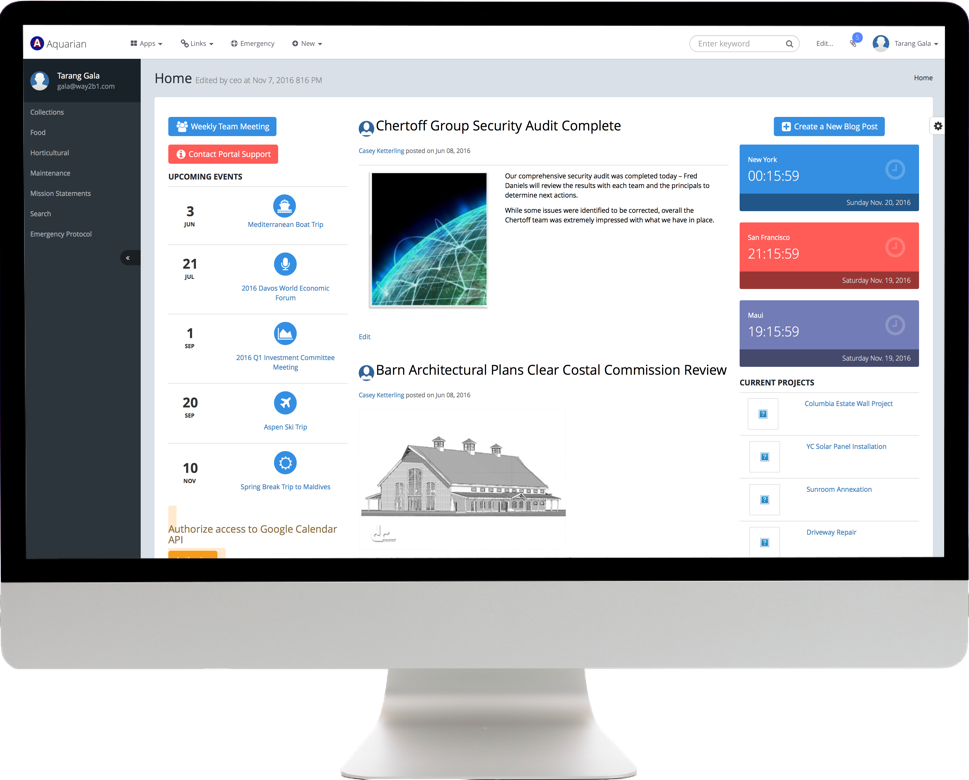 A Aquarian
Apps
Links
Emergency
New
Enter keyword
Edit...
5
Tarang Gala
Tarang Gala
gala@way2b1.com
Collections
Food
Horticultural
Maintenance
Mission Statements
Search
Emergency Protocol
«
Home Edited by ceo at Nov 7, 2016 816 PM
Home
Weekly Team Meeting
Contact Portal Support
UPCOMING EVENTS
3
JUN
Mediterranean Boat Trip
21
JUL
2016 Davos World Economic
Forum
1
SEP
2016 Q1 Investment Committee
Meeting
20
SEP
Aspen Ski Trip
10
NOV
Spring Break Trip to Maldives
Authorize access to Google Calendar
API
Chertoff Group Security Audit Complete
Casey Ketterling posted on Jun 08, 2016
Our comprehensive security audit was completed today – Fred
Daniels will review the results with each team and the principals to
determine next actions.
While some issues were identified to be corrected, overall the
Chertoff team was extremely impressed with what we have in place.
Edit
Barn Architectural Plans Clear Costal Commission Review
Casey Ketterling posted on Jun 08, 2016
Create a New Blog Post
New York
00:15:59
Sunday Nov. 20, 2016
San Francisco
21:15:59
Saturday Nov. 19, 2016
Maui
19:15:59
Saturday Nov. 19, 2016
CURRENT PROJECTS
?
Columbia Estate Wall Project
?
YC Solar Panel Installation
?
Sunroom Annexation
?
Driveway Repair